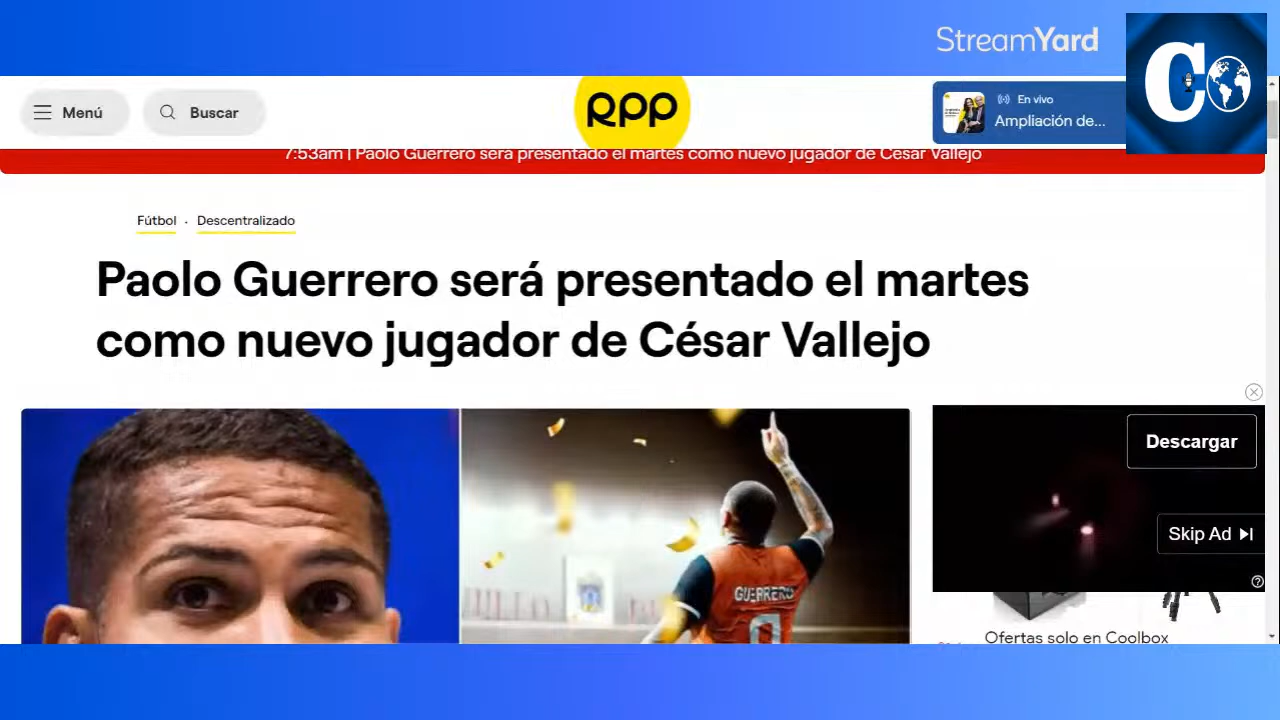 StreamYard
CO
Menú
Buscar
rpp
En vivo
Ampliación de...
7:53am | Paolo Guerrero será presentado el martes como nuevo jugador de César Vallejo
Fútbol · Descentralizado
Paolo Guerrero será presentado el martes
como nuevo jugador de César Vallejo
Descargar
Skip Ad
GUERRERO
9
Ofertas solo en Coolbox